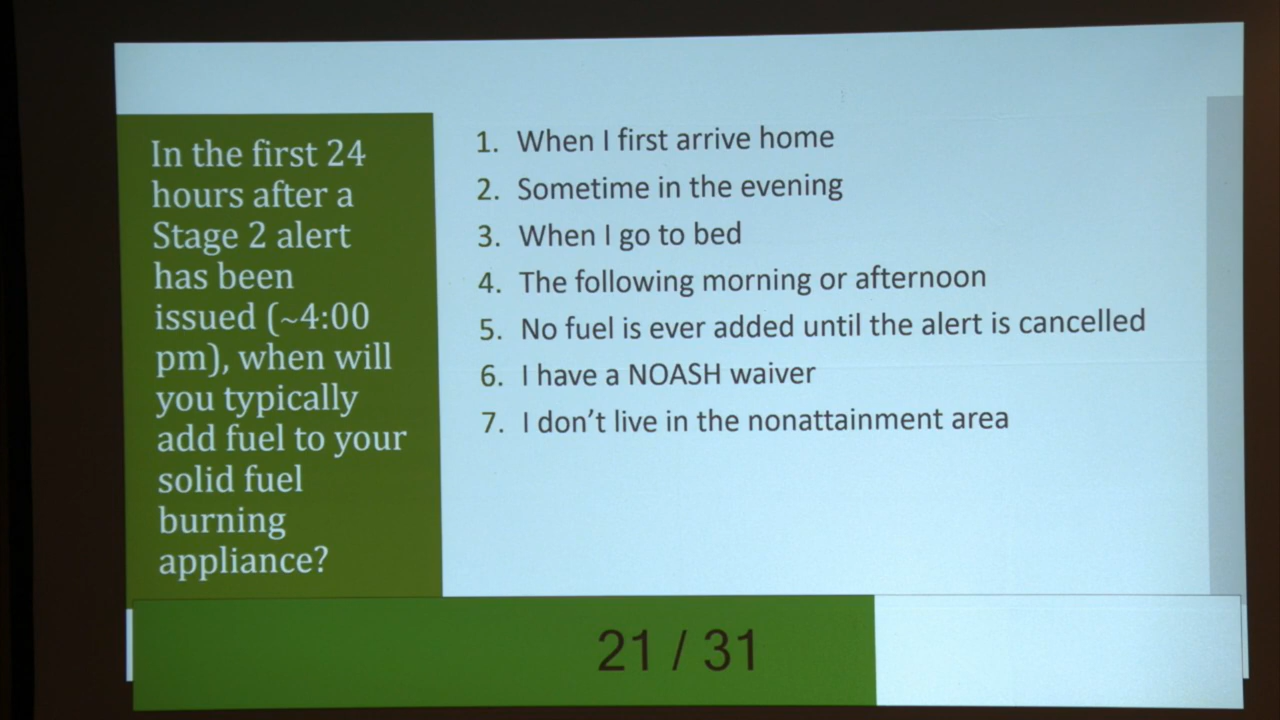 In the first 24
hours after a
Stage 2 alert
has been
issued (~4:00
pm), when will
you typically
add fuel to your
solid fuel
burning
appliance?
1. When I first arrive home
2. Sometime in the evening
3. When I go to bed
4. The following morning or afternoon
5. No fuel is ever added until the alert is cancelled
6. I have a NOASH waiver
7. I don't live in the nonattainment area
21 / 31